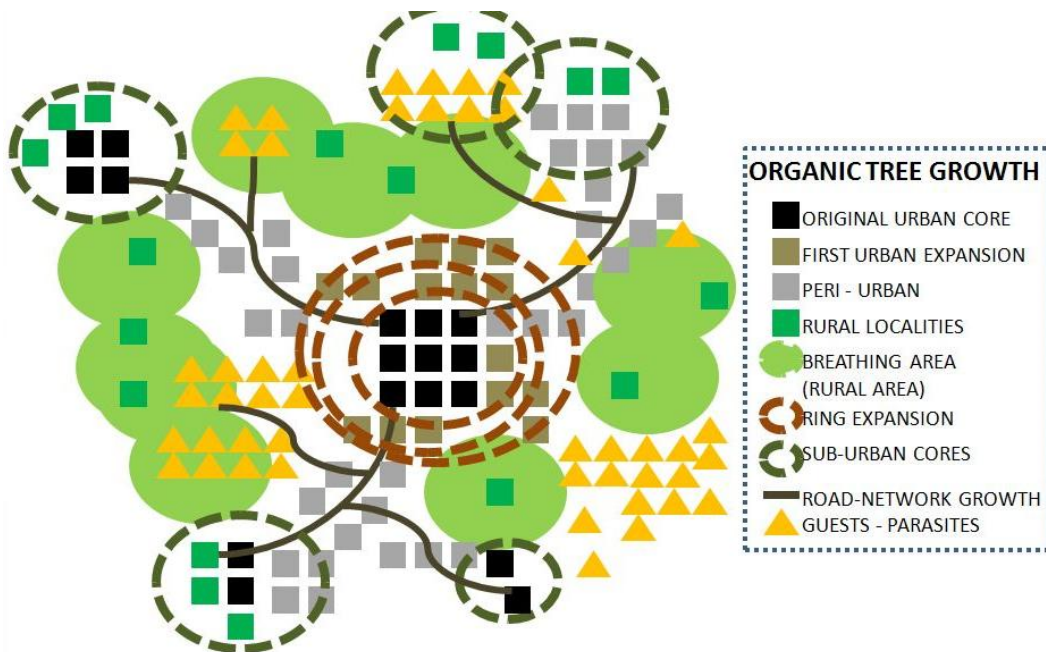 ORGANIC TREE GROWTH
ORIGINAL URBAN CORE
FIRST URBAN EXPANSION
PERI - URBAN
RURAL LOCALITIES
BREATHING AREA
(RURAL AREA)
RING EXPANSION
SUB-URBAN CORES
ROAD-NETWORK GROWTH
GUESTS - PARASITES